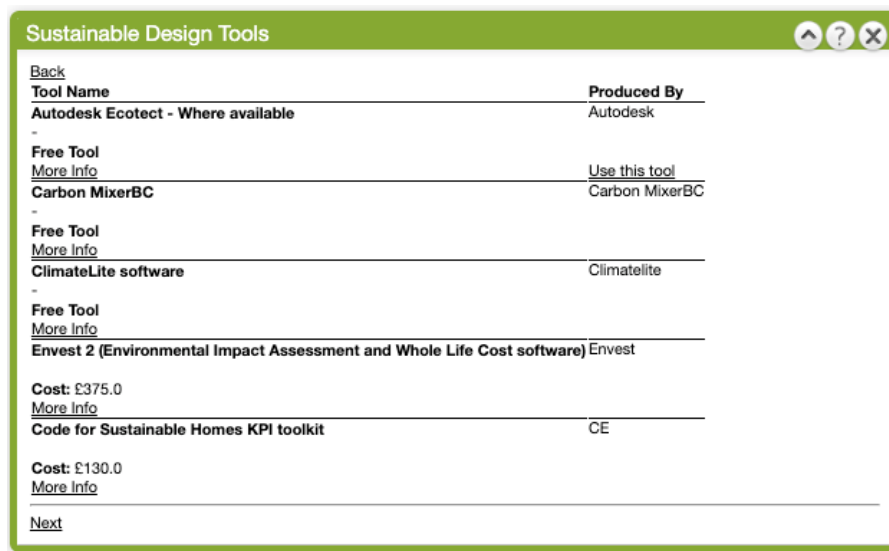 Sustainable Design Tools
Back
Tool Name Produced By
Autodesk Ecotect - Where available Autodesk
-
Free Tool
More Info Use this tool
Carbon MixerBC Carbon MixerBC
-
Free Tool
More Info
ClimateLite software Climatelite
-
Free Tool
More Info
Envest 2 (Environmental Impact Assessment and Whole Life Cost software) Envest
Cost: £375.0
More Info
Code for Sustainable Homes KPI toolkit CE
Cost: £130.0
More Info
Next